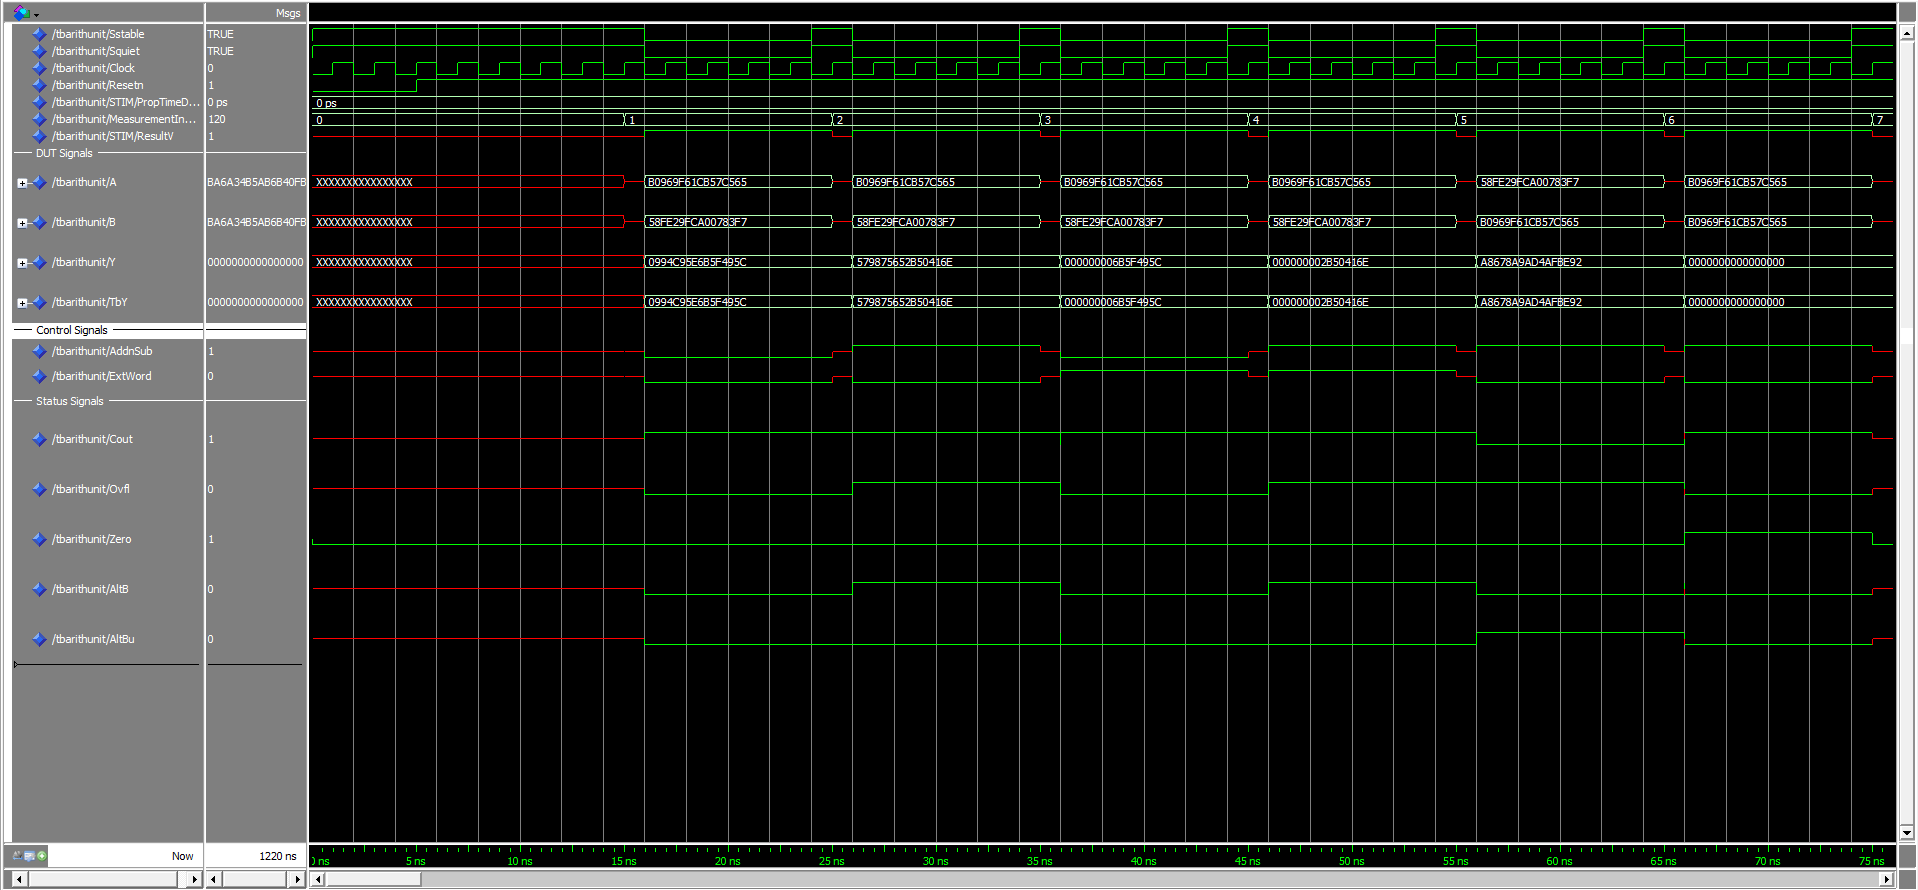 Msgs
/tbarithunit/Sstable TRUE
/tbarithunit/Squiet TRUE
/tbarithunit/Clock 0
/tbarithunit/Resetn 1
/tbarithunit/STIM/PropTimeD... 0 ps 0 ps
/tbarithunit/MeasurementIn... 120 0 1 2 3 4 5 6 7
/tbarithunit/STIM/ResultV 1
DUT Signals
/tbarithunit/A BA6A34B5AB6B40FB XXXXXXXXXXXXXXXX B0969F61CB57C565 B0969F61CB57C565 B0969F61CB57C565 B0969F61CB57C565 58FE29FCA00783F7 B0969F61CB57C565
/tbarithunit/B BA6A34B5AB6B40FB XXXXXXXXXXXXXXXX 58FE29FCA00783F7 58FE29FCA00783F7 58FE29FCA00783F7 58FE29FCA00783F7 B0969F61CB57C565 B0969F61CB57C565
/tbarithunit/Y 0000000000000000 XXXXXXXXXXXXXXXX 0994C95E6B5F495C 579875652B50416E 000000006B5F495C 000000002B50416E A8678A9AD4AFBE92 0000000000000000
/tbarithunit/TbY 0000000000000000 XXXXXXXXXXXXXXXX 0994C95E6B5F495C 579875652B50416E 000000006B5F495C 000000002B50416E A8678A9AD4AFBE92 0000000000000000
Control Signals
/tbarithunit/AddnSub 1
/tbarithunit/ExtWord 0
Status Signals
/tbarithunit/Cout 1
/tbarithunit/Ovfl 0
/tbarithunit/Zero 1
/tbarithunit/AltB 0
/tbarithunit/AltBu 0
Now 1220 ns
ns 5 ns 10 ns 15 ns 20 ns 25 ns 30 ns 35 ns 40 ns 45 ns 50 ns 55 ns 60 ns 65 ns 70 ns 75 ns